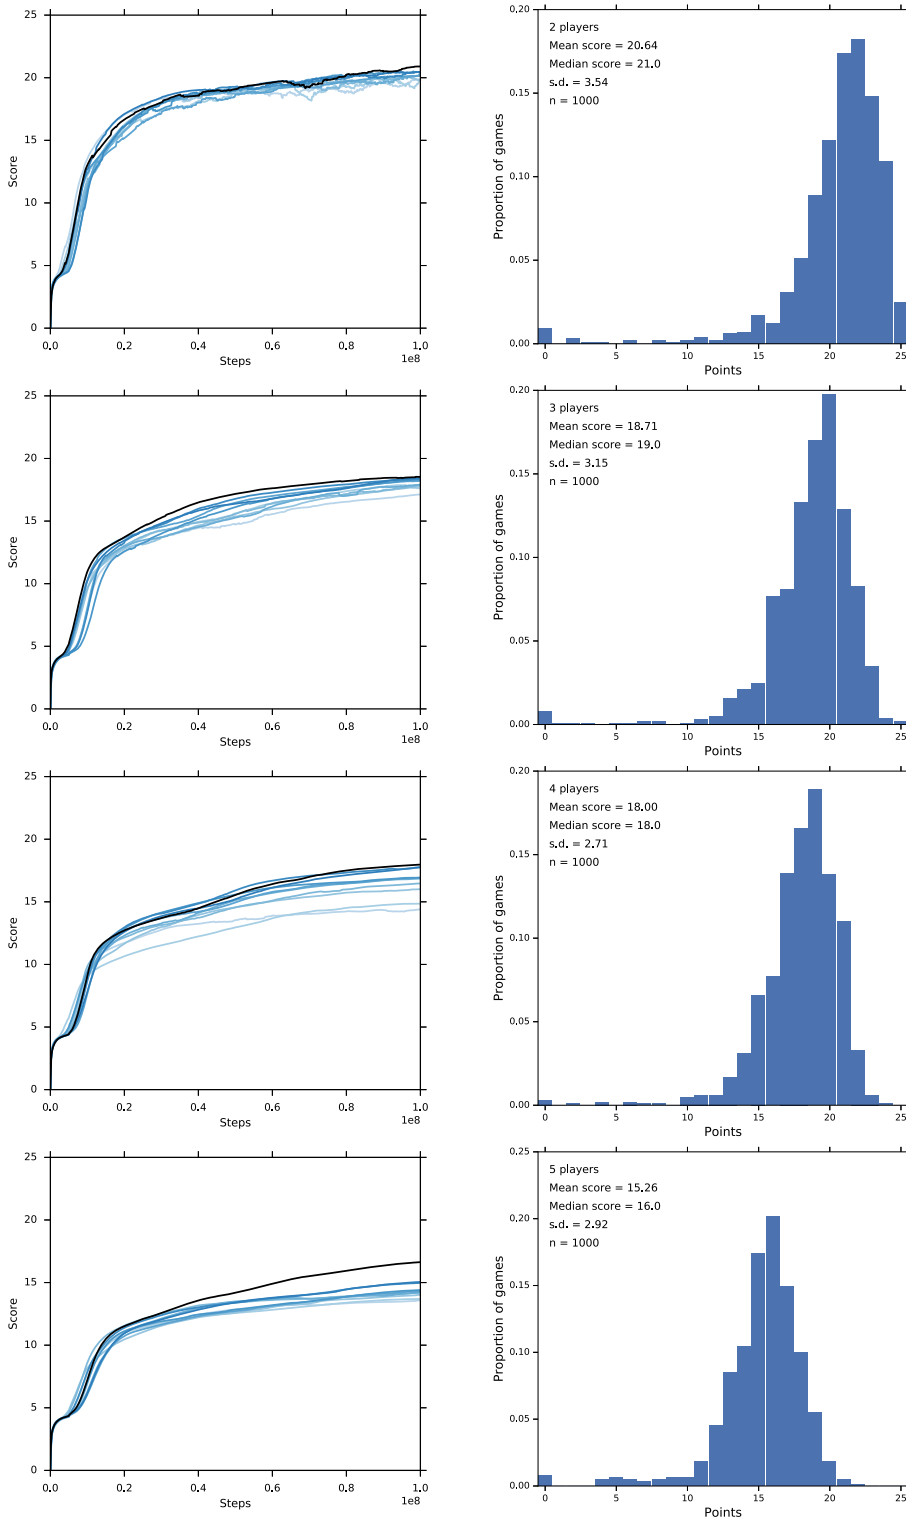 25
20
15
10
5
0
Score
0.0 0.2 0.4 0.6 0.8 1.0
Steps
1e8
0.20
0.15
0.10
0.05
0.00
Proportion of games
2 players
Mean score = 20.64
Median score = 21.0
s.d. = 3.54
n = 1000
0 5 10 15 20 25
Points
25
20
15
10
5
0
Score
0.0 0.2 0.4 0.6 0.8 1.0
Steps
1e8
0.20
0.15
0.10
0.05
0.00
Proportion of games
3 players
Mean score = 18.71
Median score = 19.0
s.d. = 3.15
n = 1000
0 5 10 15 20 25
Points
25
20
15
10
5
0
Score
0.0 0.2 0.4 0.6 0.8 1.0
Steps
1e8
0.20
0.15
0.10
0.05
0.00
Proportion of games
4 players
Mean score = 18.00
Median score = 18.0
s.d. = 2.71
n = 1000
0 5 10 15 20 25
Points
25
20
15
10
5
0
Score
0.0 0.2 0.4 0.6 0.8 1.0
Steps
1e8
0.25
0.20
0.15
0.10
0.05
0.00
Proportion of games
5 players
Mean score = 15.26
Median score = 16.0
s.d. = 2.92
n = 1000
0 5 10 15 20 25
Points